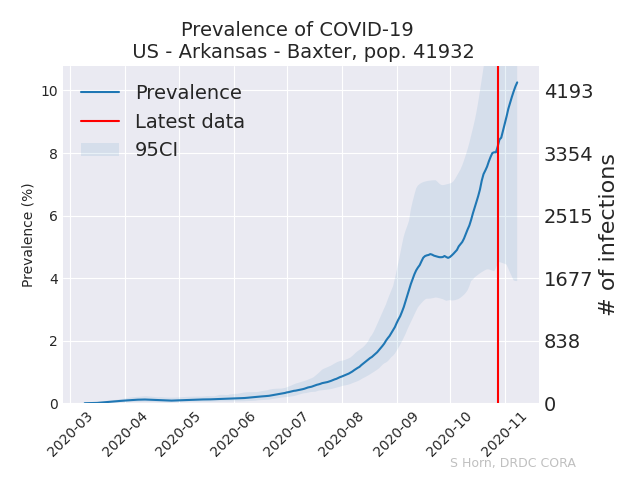 Prevalence of COVID-19
US - Arkansas - Baxter, pop. 41932
Prevalence
Latest data
95CI
Prevalence (%)
10
8
6
4
2
0
4193
3354
2515
1677
838
0
# of infections
2020-03
2020-04
2020-05
2020-06
2020-07
2020-08
2020-09
2020-10
2020-11
S Horn, DRDC CORA